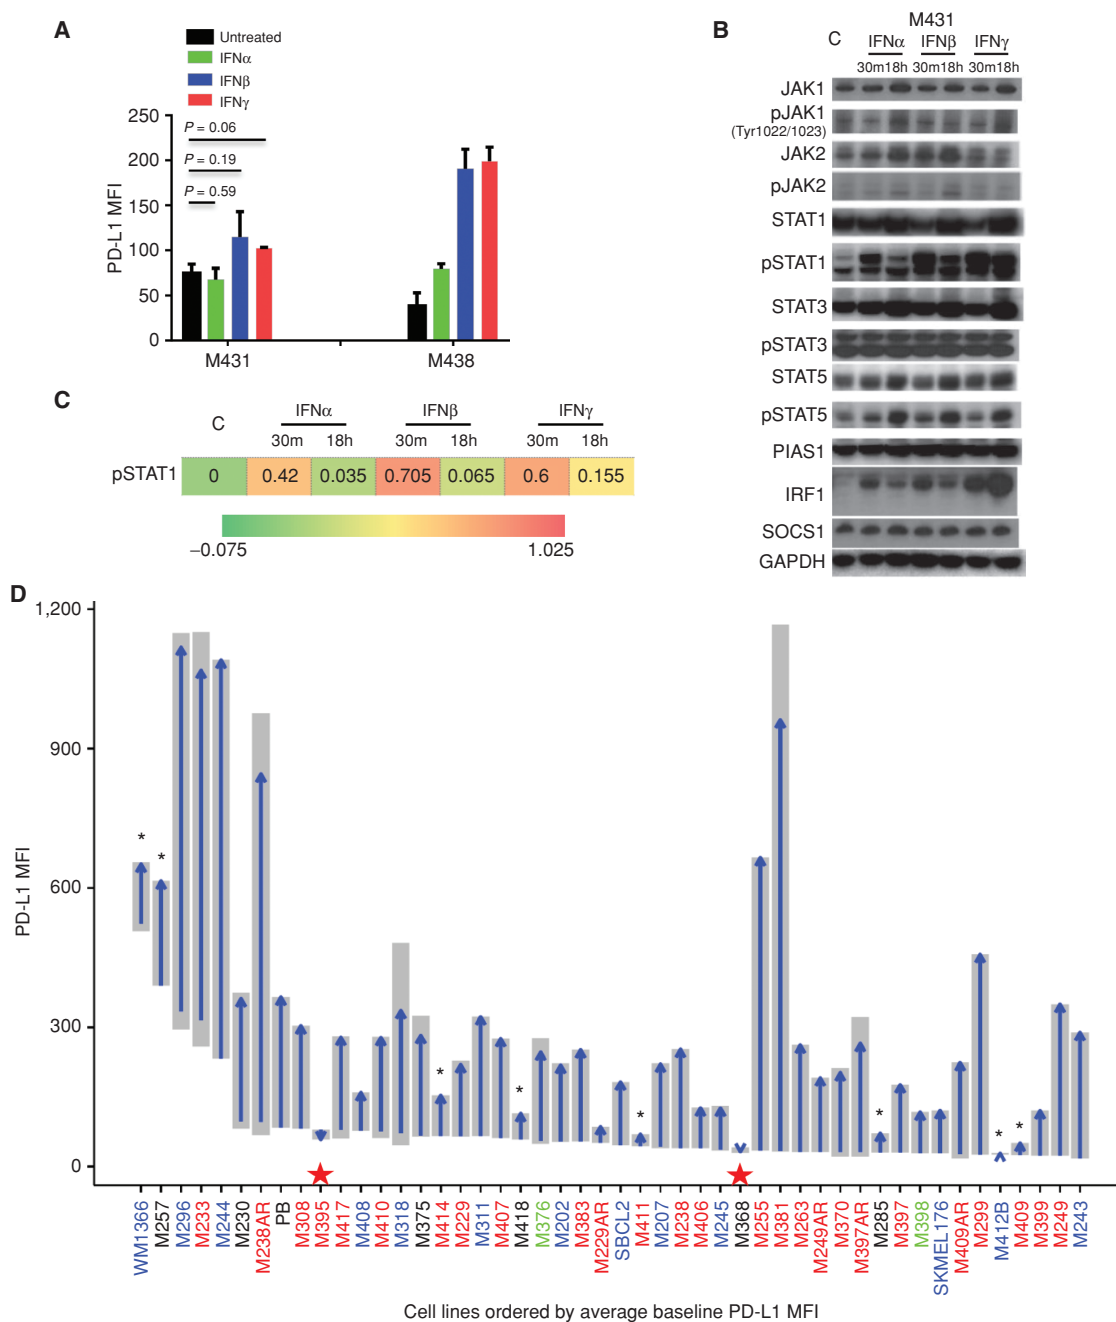 A
Untreated
IFNα
IFNβ
IFNγ
250
200
150
100
50
0
PD-L1 MFI
P = 0.06
P = 0.19
P = 0.59
M431
M438
B
M431
C
IFNα
IFNβ
IFNγ
30m18h
30m18h
30m18h
JAK1
pJAK1
(Tyr1022/1023)
JAK2
pJAK2
STAT1
pSTAT1
STAT3
pSTAT3
STAT5
pSTAT5
PIAS1
IRF1
SOCS1
GAPDH
C
C
IFNα
IFNβ
IFNγ
30m
18h
30m
18h
30m
18h
pSTAT1
0
0.42
0.035
0.705
0.065
0.6
0.155
−0.075
1.025
D
1,200
900
600
300
0
PD-L1 MFI
*
*
*
*
*
*
*
*
WM1366
M257
M296
M233
M244
M230
M238AR
PB
M308
M395
M417
M408
M410
M318
M375
M414
M229
M311
M407
M418
M376
M202
M383
M229AR
SBCL2
M411
M207
M238
M406
M245
M368
M255
M381
M263
M249AR
M370
M397AR
M285
M397
M398
SKMEL176
M409AR
M299
M412B
M409
M399
M249
M243
Cell lines ordered by average baseline PD-L1 MFI